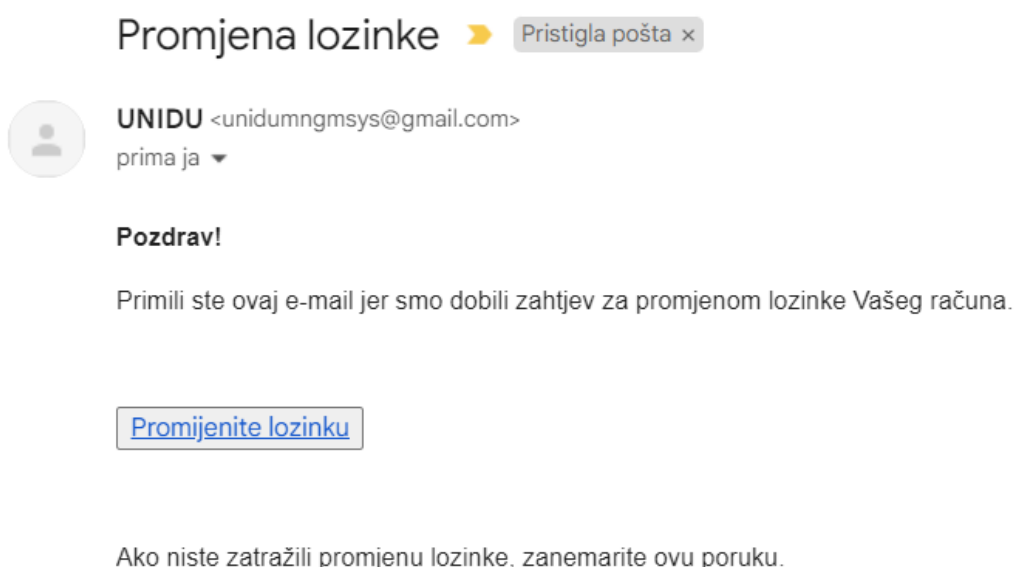 Promjena lozinke Pristigla pošta ×
UNIDU <unidumngmsys@gmail.com>
prima ja
Pozdrav!
Primili ste ovaj e-mail jer smo dobili zahtjev za promjenom lozinke Vašeg računa.
Promijenite lozinku
Ako niste zatražili promjenu lozinke, zanemarite ovu poruku.